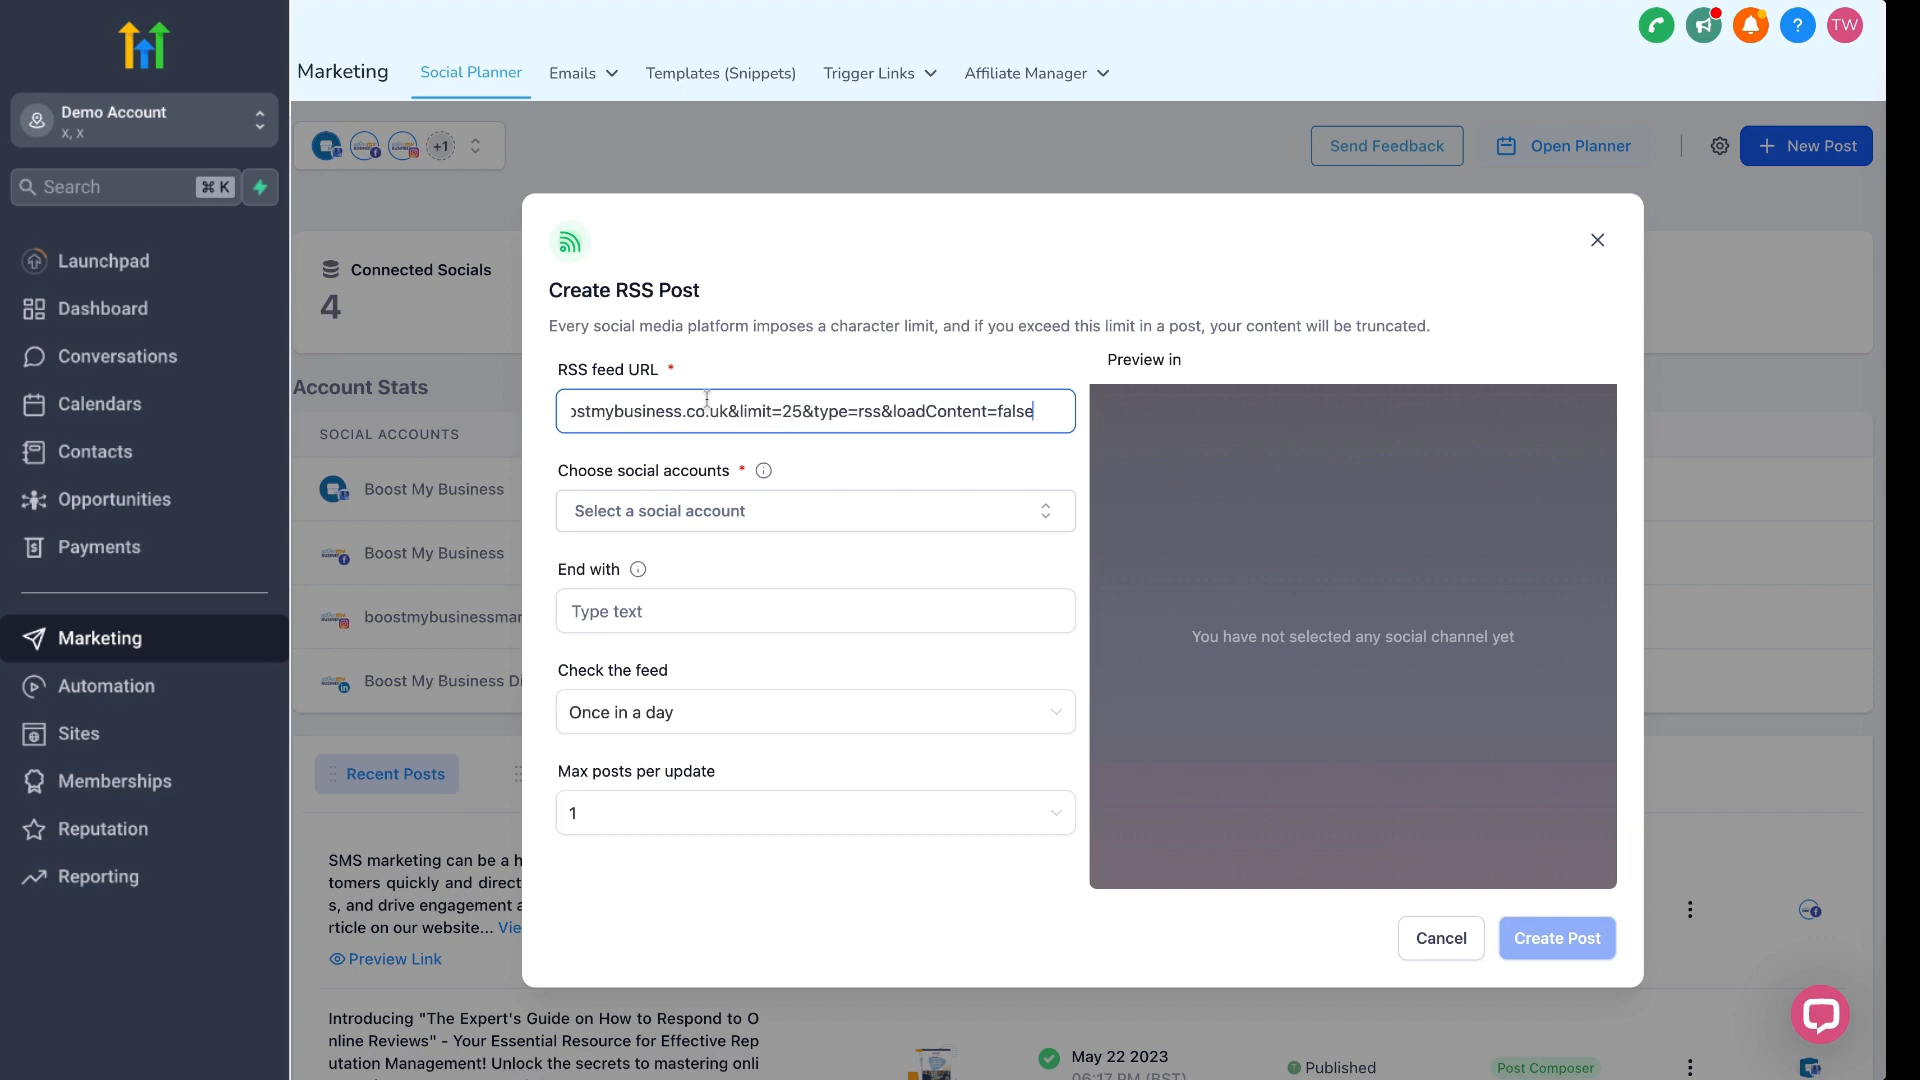 TW
Marketing
Social Planner
Emails
Templates (Snippets)
Trigger Links
Affiliate Manager
Demo Account
x, x
Search
⌘ K
Launchpad
Dashboard
Conversations
Calendars
Contacts
Opportunities
Payments
Marketing
Automation
Sites
Memberships
Reputation
Reporting
+1
Send Feedback
Open Planner
New Post
Connected Socials
4
Account Stats
SOCIAL ACCOUNTS
Boost My Business
Boost My Business
boostmybusinessmar
Boost My Business Di
Recent Posts
SMS marketing can be a h
tomers quickly and direct
s, and drive engagement a
rticle on our website... Vie
Preview Link
Introducing "The Expert's Guide on How to Respond to O
nline Reviews" - Your Essential Resource for Effective Rep
utation Management! Unlock the secrets to mastering onli
May 22 2023
06:17 PM (BST)
Published
Post Composer
Create RSS Post
Every social media platform imposes a character limit, and if you exceed this limit in a post, your content will be truncated.
RSS feed URL *
ostmybusiness.co.uk&limit=25&type=rss&loadContent=false
Choose social accounts *
Select a social account
End with
Type text
Check the feed
Once in a day
Max posts per update
1
Preview in
You have not selected any social channel yet
Cancel
Create Post